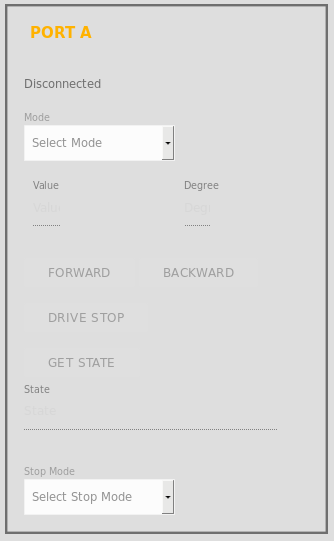 PORT A
Disconnected
Mode
Select Mode
Value Degree
Value Degr
FORWARD BACKWARD
DRIVE STOP
GET STATE
State
State
Stop Mode
Select Stop Mode